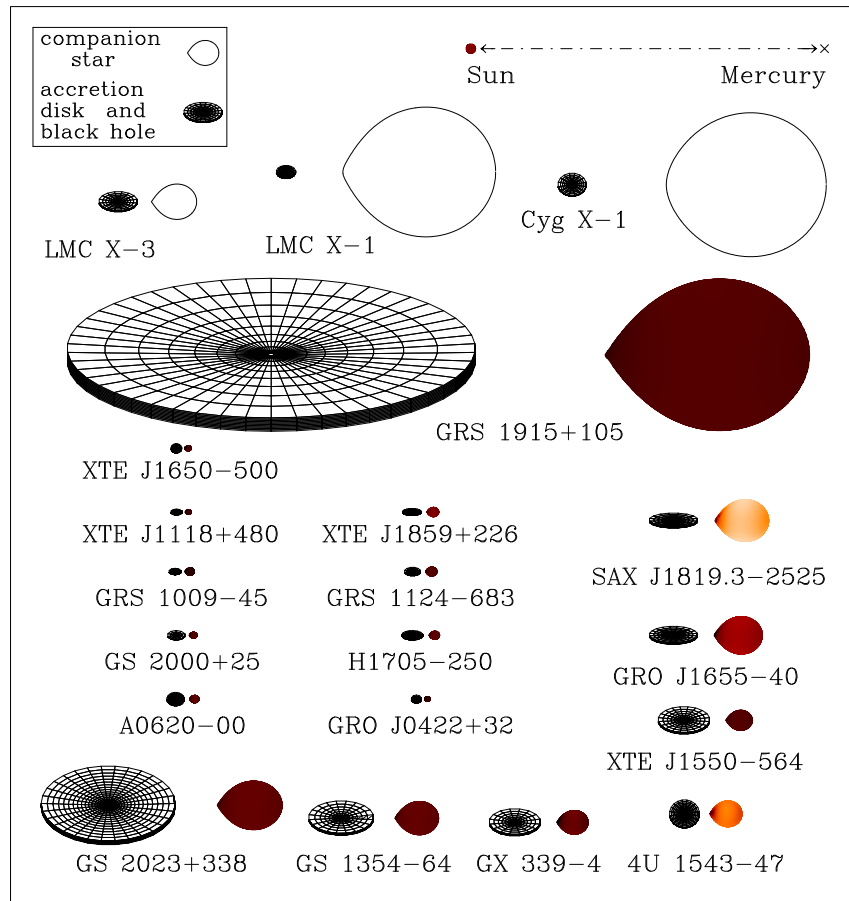 companion
star
accretion
disk and
black hole
Sun
Mercury
LMC X-3
LMC X-1
Cyg X-1
GRS 1915+105
XTE J1650-500
XTE J1118+480
XTE J1859+226
SAX J1819.3-2525
GRS 1009-45
GRS 1124-683
GS 2000+25
H1705-250
GRO J1655-40
A0620-00
GRO J0422+32
XTE J1550-564
GS 2023+338
GS 1354-64
GX 339-4
4U 1543-47